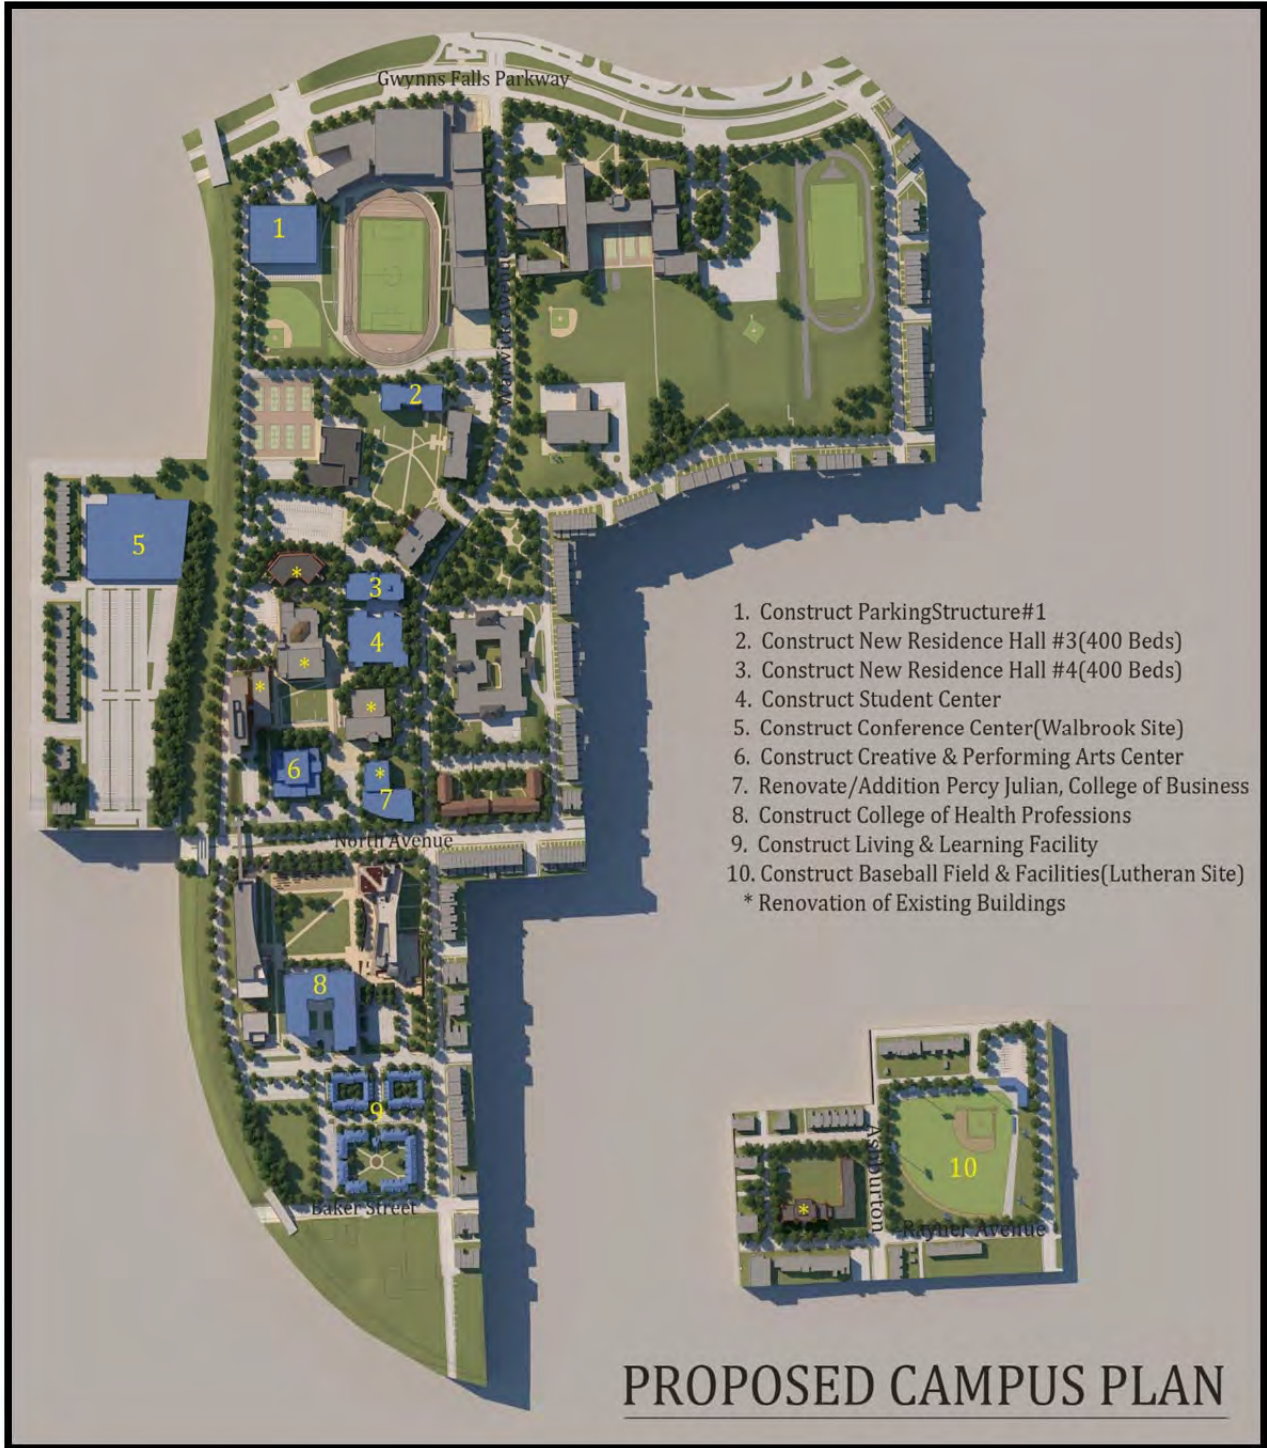 Gwynns Falls Parkway
1
Warwick Avenue
2
5
*
3
4
*
*
*
6
*
7
North Avenue
1. Construct ParkingStructure#1
2. Construct New Residence Hall #3(400 Beds)
3. Construct New Residence Hall #4(400 Beds)
4. Construct Student Center
5. Construct Conference Center(Walbrook Site)
6. Construct Creative & Performing Arts Center
7. Renovate/Addition Percy Julian, College of Business
8. Construct College of Health Professions
9. Construct Living & Learning Facility
10. Construct Baseball Field & Facilities(Lutheran Site)
* Renovation of Existing Buildings
8
9
Baker Street
Ashburton
10
*
Rayner Avenue
PROPOSED CAMPUS PLAN